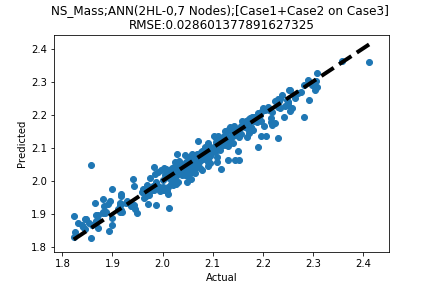 NS_Mass;ANN(2HL-0,7 Nodes);[Case1+Case2 on Case3]
RMSE:0.028601377891627325
2.4
2.3
2.2
2.1
2.0
1.9
1.8
Predicted
1.8 1.9 2.0 2.1 2.2 2.3 2.4
Actual